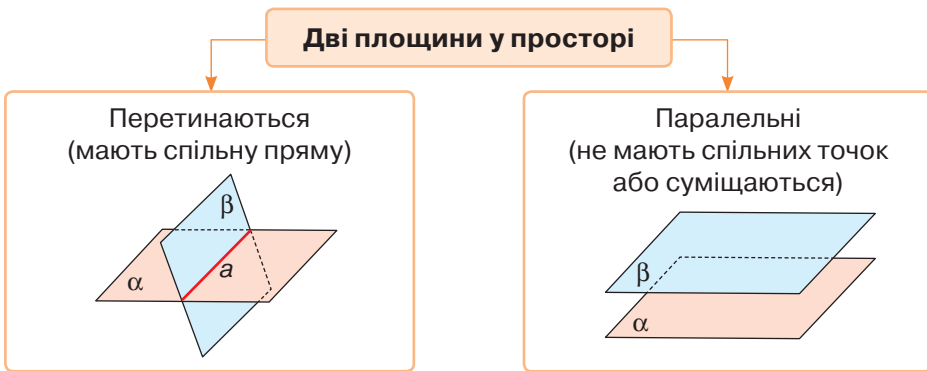 Дві площини у просторі
Перетинаються
(мають спільну пряму)
β
α
a
Паралельні
(не мають спільних точок
або суміщаються)
β
α